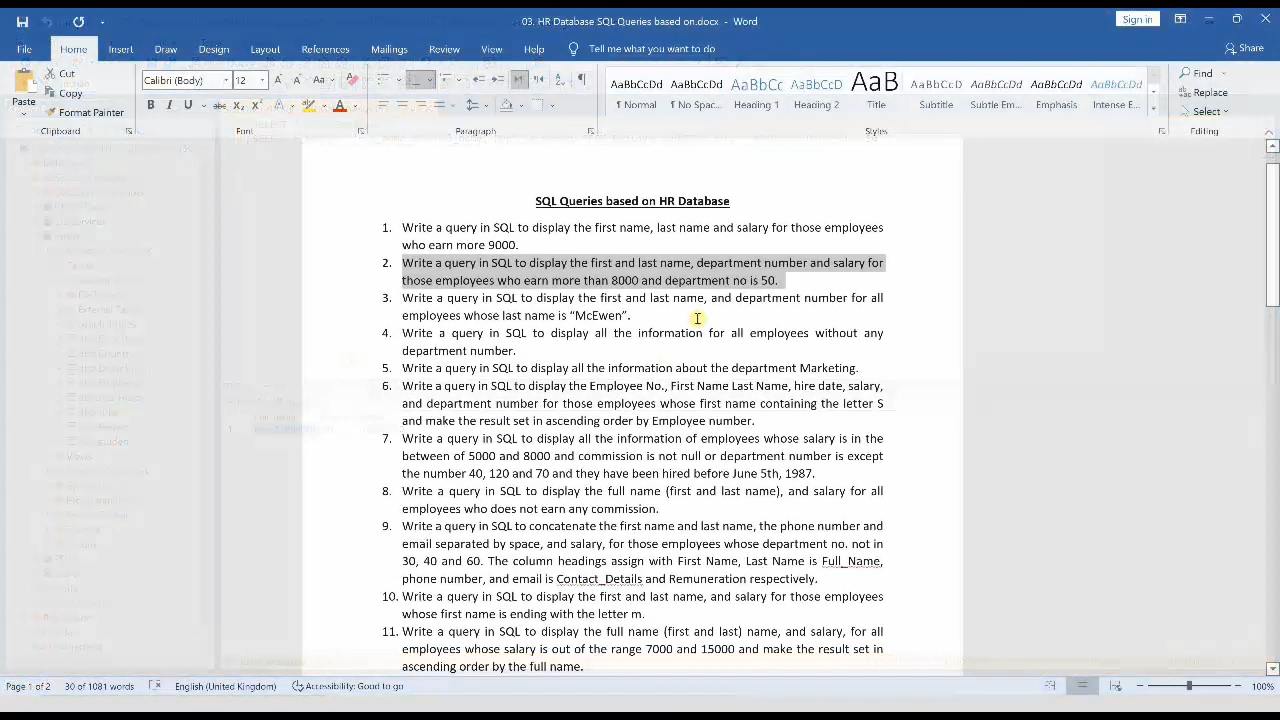 03. HR Database SQL Queries based on.docx - Word
Sign in
File Home Insert Draw Design Layout References Mailings Review View Help Tell me what you want to do Share
Paste
Cut
Copy
Format Painter
Calibri (Body) 12
Clipboard Font Paragraph Styles Editing
AaBbCcDd AaBbCcDd AaBbCc AaBbCcC AaB AaBbCcD AaBbCcDd AaBbCcDd AaBbCcDd
¶ Normal ¶ No Spac... Heading 1 Heading 2 Title Subtitle Subtle Em... Emphasis Intense E...
Find
Replace
Select
SQL Queries based on HR Database
1. Write a query in SQL to display the first name, last name and salary for those employees
who earn more 9000.
2. Write a query in SQL to display the first and last name, department number and salary for
those employees who earn more than 8000 and department no is 50.
3. Write a query in SQL to display the first and last name, and department number for all
employees whose last name is “McEwen”.
4. Write a query in SQL to display all the information for all employees without any
department number.
5. Write a query in SQL to display all the information about the department Marketing.
6. Write a query in SQL to display the Employee No., First Name Last Name, hire date, salary,
and department number for those employees whose first name containing the letter S
and make the result set in ascending order by Employee number.
7. Write a query in SQL to display all the information of employees whose salary is in the
between of 5000 and 8000 and commission is not null or department number is except
the number 40, 120 and 70 and they have been hired before June 5th, 1987.
8. Write a query in SQL to display the full name (first and last name), and salary for all
employees who does not earn any commission.
9. Write a query in SQL to concatenate the first name and last name, the phone number and
email separated by space, and salary, for those employees whose department no. not in
30, 40 and 60. The column headings assign with First Name, Last Name is Full_Name,
phone number, and email is Contact_Details and Remuneration respectively.
10. Write a query in SQL to display the first and last name, and salary for those employees
whose first name is ending with the letter m.
11. Write a query in SQL to display the full name (first and last) name, and salary, for all
employees whose salary is out of the range 7000 and 15000 and make the result set in
ascending order by the full name.
Page 1 of 2 30 of 1081 words English (United Kingdom) Accessibility: Good to go 100%